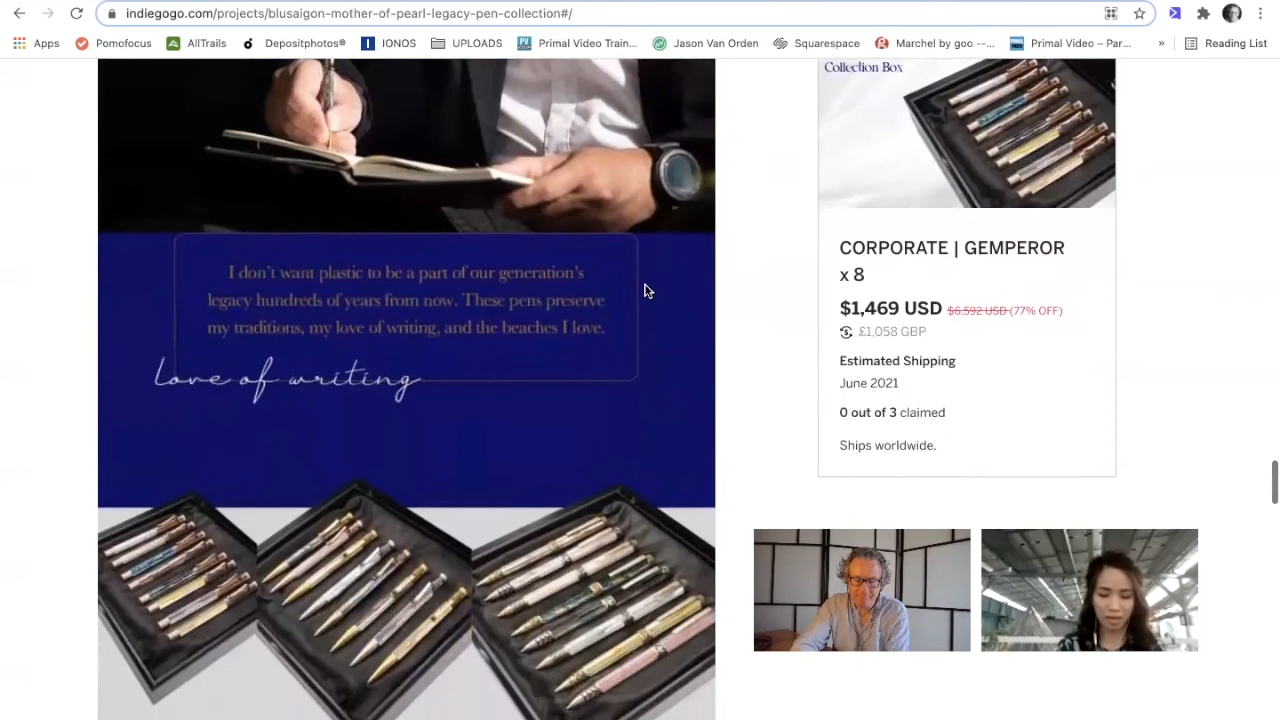 indiegogo.com/projects/blusaigon-mother-of-pearl-legacy-pen-collection#/
Apps
Pomofocus
AllTrails
Depositphotos®
IONOS
UPLOADS
Primal Video Train...
Jason Van Orden
Squarespace
Marchel by goo --...
Primal Video – Par...
»
Reading List
I don't want plastic to be a part of our generation's
legacy hundreds of years from now. These pens preserve
my traditions, my love of writing, and the beaches I love.
Love of writing
Collection Box
CORPORATE | GEMPEROR
x 8
$1,469 USD $6,592 USD (77% OFF)
£1,058 GBP
Estimated Shipping
June 2021
0 out of 3 claimed
Ships worldwide.